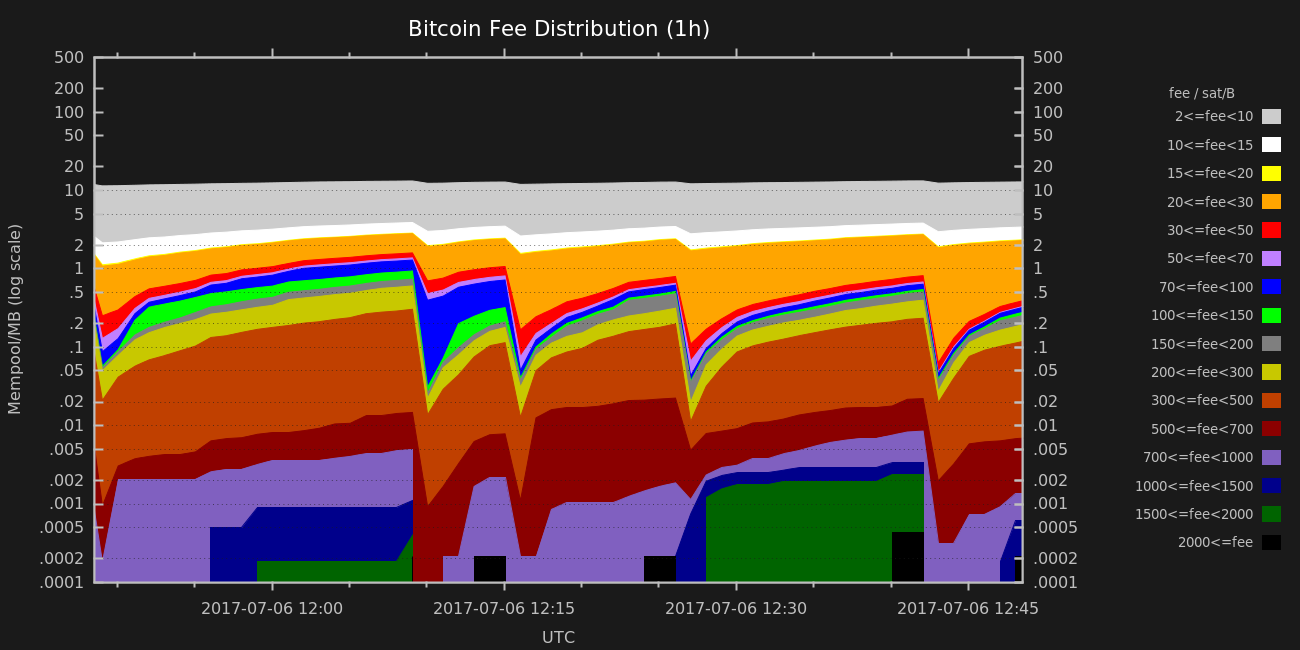 Bitcoin Fee Distribution (1h)
Mempool/MB (log scale)
500
200
100
50
20
10
5
2
1
.5
.2
.1
.05
.02
.01
.005
.002
.001
.0005
.0002
.0001
500
200
100
50
20
10
5
2
1
.5
.2
.1
.05
.02
.01
.005
.002
.001
.0005
.0002
.0001
fee / sat/B
2<=fee<10
10<=fee<15
15<=fee<20
20<=fee<30
30<=fee<50
50<=fee<70
70<=fee<100
100<=fee<150
150<=fee<200
200<=fee<300
300<=fee<500
500<=fee<700
700<=fee<1000
1000<=fee<1500
1500<=fee<2000
2000<=fee
2017-07-06 12:00 2017-07-06 12:15 2017-07-06 12:30 2017-07-06 12:45
UTC